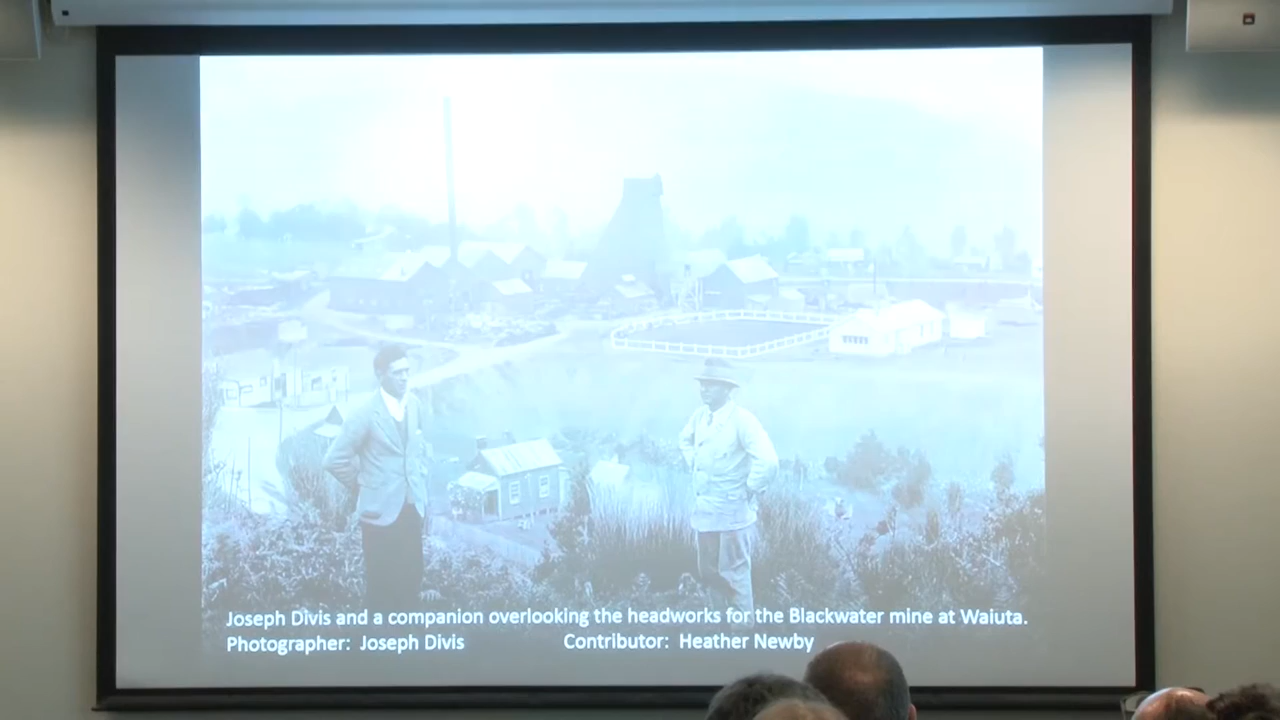 Joseph Divis and a companion overlooking the headworks for the Blackwater mine at Waiuta.
Photographer: Joseph Divis Contributor: Heather Newby